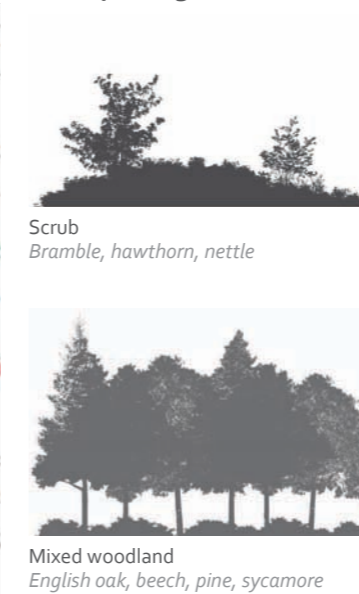 Scrub
Bramble, hawthorn, nettle
Mixed woodland
English oak, beech, pine, sycamore